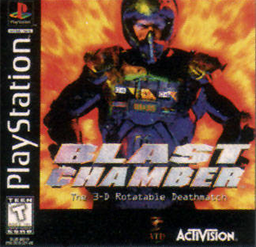 PlayStation
BLAST
CHAMBER
The 3-D Rotatable Deathmatch
TEEN
T
ACTIVISION